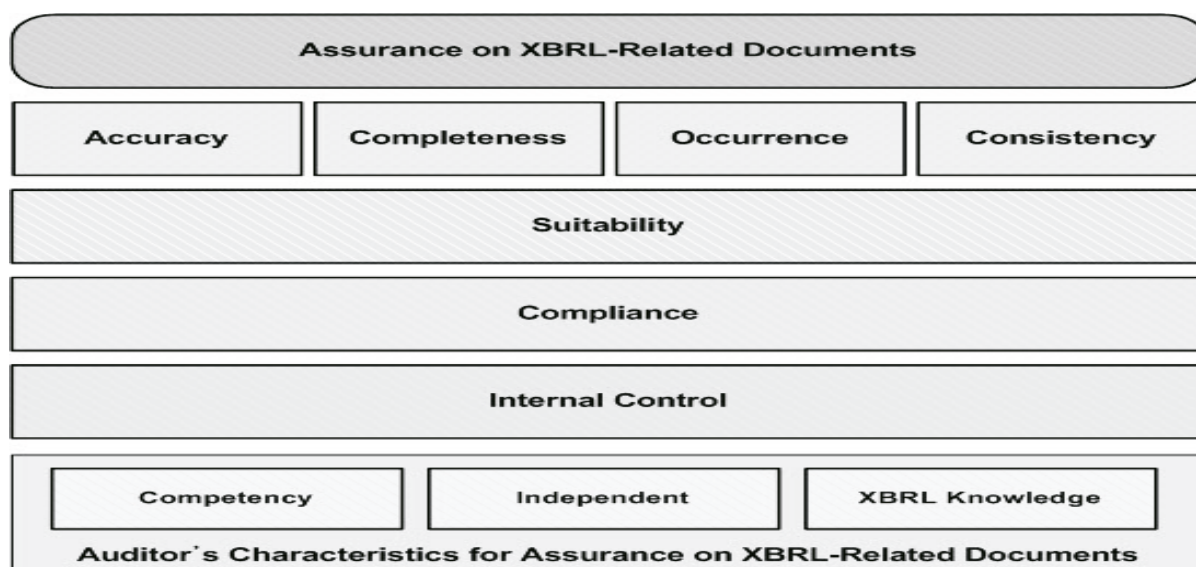 Assurance on XBRL-Related Documents
Accuracy
Completeness
Occurrence
Consistency
Suitability
Compliance
Internal Control
Competency
Independent
XBRL Knowledge
Auditor's Characteristics for Assurance on XBRL-Related Documents